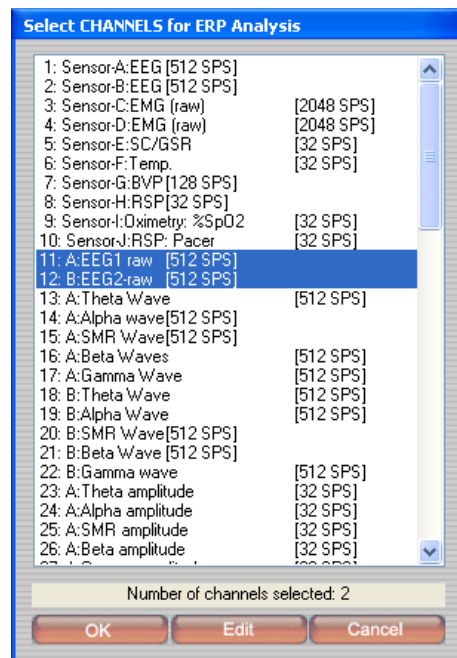 Select CHANNELS for ERP Analysis
1: Sensor-A:EEG [512 SPS]
2: Sensor-B:EEG [512 SPS]
3: Sensor-C:EMG (raw) [2048 SPS]
4: Sensor-D:EMG (raw) [2048 SPS]
5: Sensor-E:SC/GSR [32 SPS]
6: Sensor-F:Temp. [32 SPS]
7: Sensor-G:BVP [128 SPS]
8: Sensor-H:RSP[32 SPS]
9: Sensor-I:Oximetry: %SpO2 [32 SPS]
10: Sensor-J:RSP: Pacer [32 SPS]
11: A:EEG1 raw [512 SPS]
12: B:EEG2-raw [512 SPS]
13: A:Theta Wave [512 SPS]
14: A:Alpha wave[512 SPS]
15: A:SMR Wave[512 SPS]
16: A:Beta Waves [512 SPS]
17: A:Gamma Wave [512 SPS]
18: B:Theta Wave [512 SPS]
19: B:Alpha Wave [512 SPS]
20: B:SMR Wave[512 SPS]
21: B:Beta Wave [512 SPS]
22: B:Gamma wave [512 SPS]
23: A:Theta amplitude [32 SPS]
24: A:Alpha amplitude [32 SPS]
25: A:SMR amplitude [32 SPS]
26: A:Beta amplitude [32 SPS]
Number of channels selected: 2
OK Edit Cancel